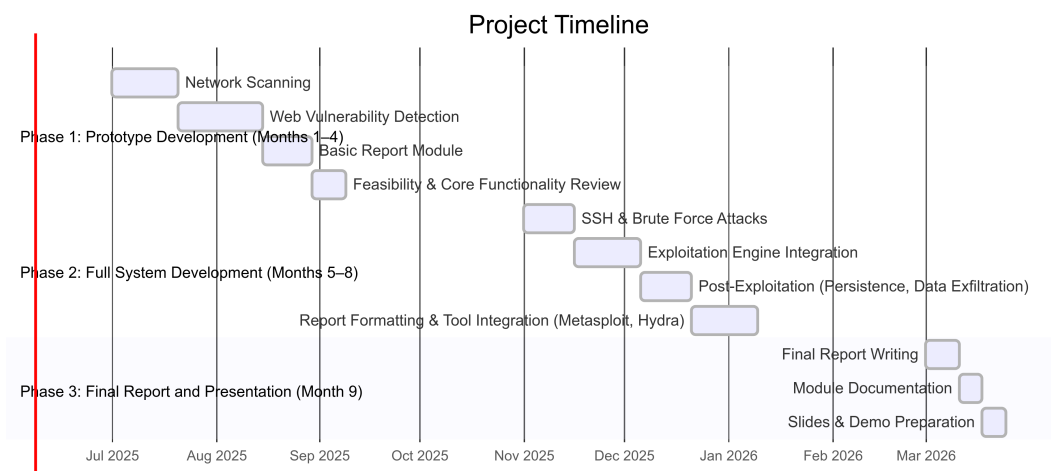 Project Timeline
Network Scanning
Web Vulnerability Detection
Phase 1: Prototype Development (Months 1–4)
Basic Report Module
Feasibility & Core Functionality Review
SSH & Brute Force Attacks
Exploitation Engine Integration
Phase 2: Full System Development (Months 5–8)
Post-Exploitation (Persistence, Data Exfiltration)
Report Formatting & Tool Integration (Metasploit, Hydra)
Final Report Writing
Module Documentation
Phase 3: Final Report and Presentation (Month 9)
Slides & Demo Preparation
Jul 2025 Aug 2025 Sep 2025 Oct 2025 Nov 2025 Dec 2025 Jan 2026 Feb 2026 Mar 2026